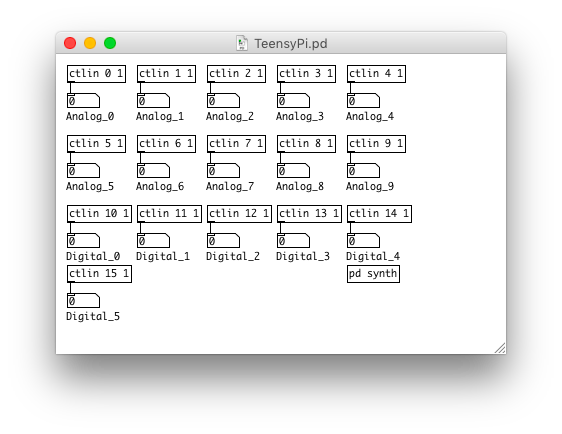 TeensyPi.pd
ctlin 0 1 ctlin 1 1 ctlin 2 1 ctlin 3 1 ctlin 4 1
0 0 0 0 0
Analog_0 Analog_1 Analog_2 Analog_3 Analog_4
ctlin 5 1 ctlin 6 1 ctlin 7 1 ctlin 8 1 ctlin 9 1
0 0 0 0 0
Analog_5 Analog_6 Analog_7 Analog_8 Analog_9
ctlin 10 1 ctlin 11 1 ctlin 12 1 ctlin 13 1 ctlin 14 1
0 0 0 0 0
Digital_0 Digital_1 Digital_2 Digital_3 Digital_4
ctlin 15 1 pd synth
0
Digital_5